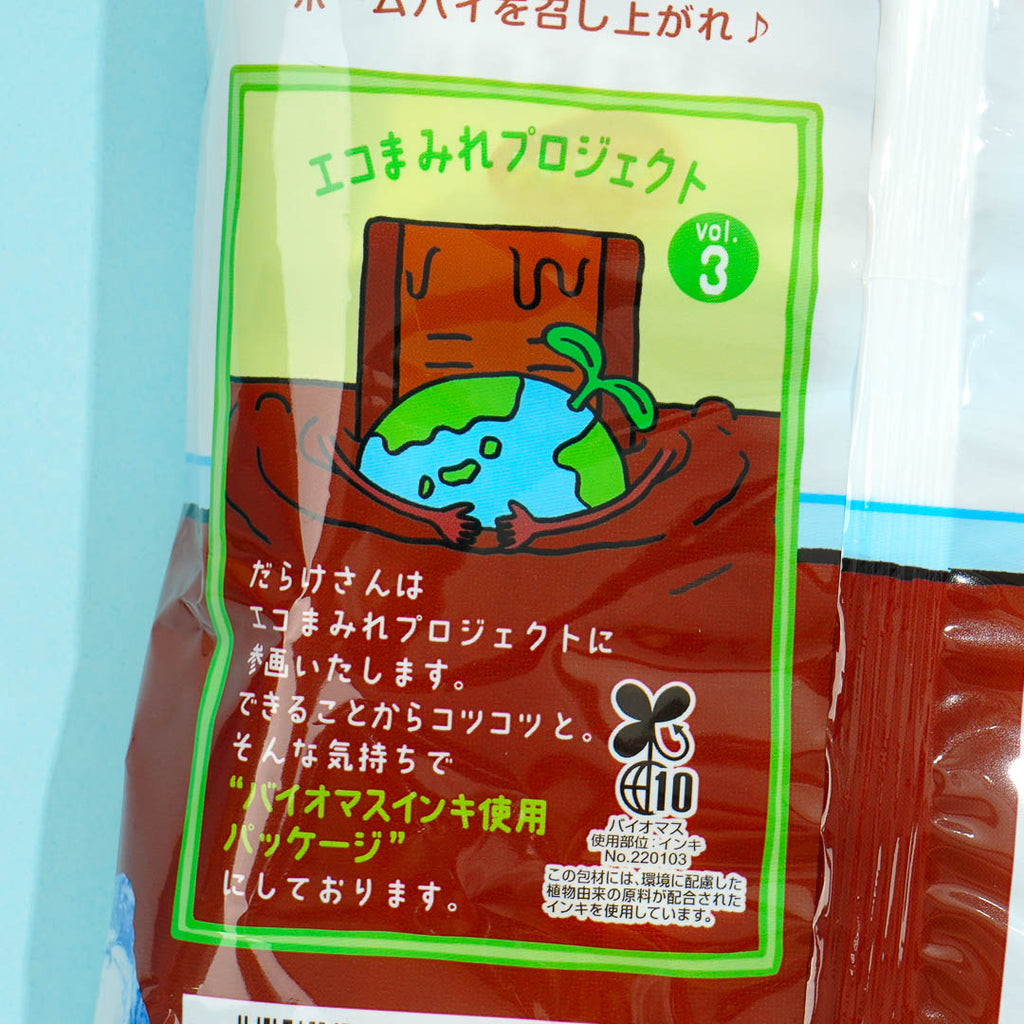 ホームパイを召し上がれ♪
エコまみれプロジェクト
vol.
3
だらけさんは
エコまみれプロジェクトに
参画いたします。
できることからコツコツと。
そんな気持ちで
“バイオマスインキ使用
パッケージ”
にしております。
10
バイオマス
使用部位:インキ
No.220103
この包材には、環境に配慮した
植物由来の原料が配合された
インキを使用しています。